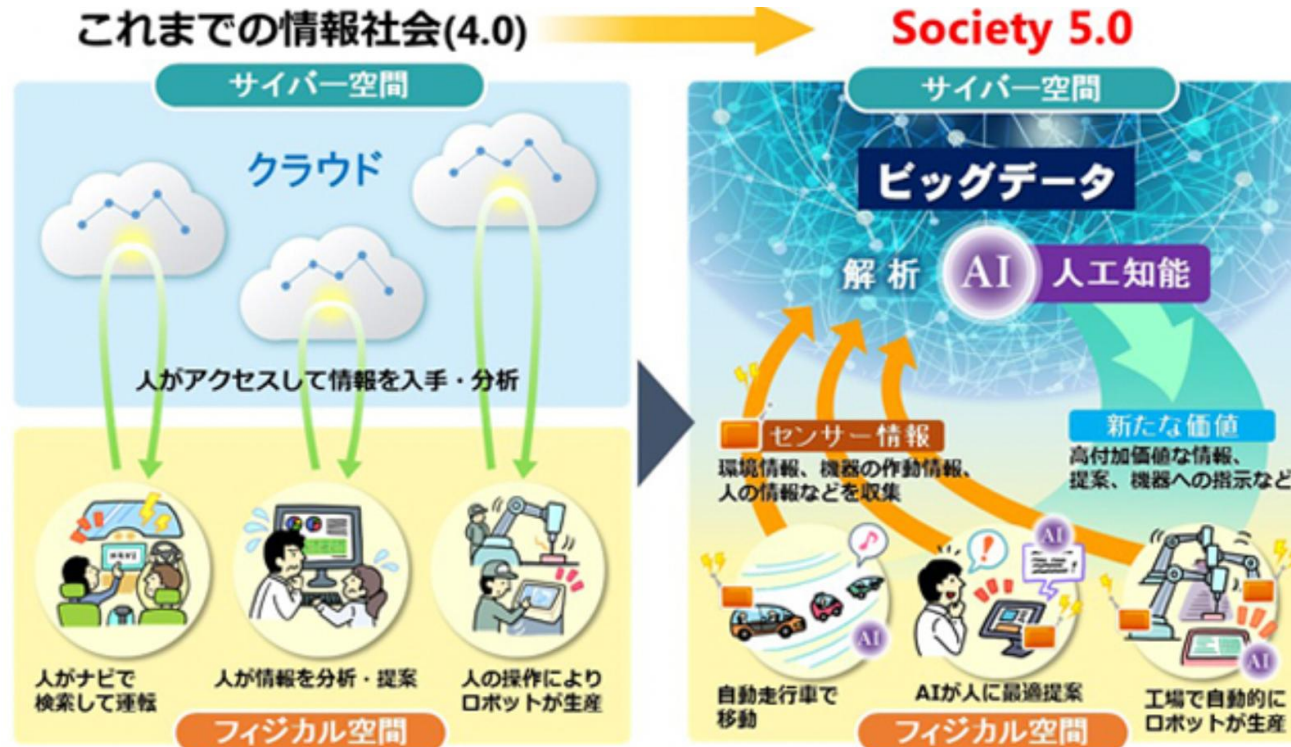 これまでの情報社会(4.0)
Society 5.0
サイバー空間
クラウド
人がアクセスして情報を入手・分析
人がナビで
検索して運転
人が情報を分析・提案
人の操作により
ロボットが生産
フィジカル空間
サイバー空間
ビッグデータ
解析
AI
人工知能
センサー情報
環境情報、機器の作動情報、
人の情報などを収集
新たな価値
高付加価値な情報、
提案、機器への指示など
AI
AI
AI
自動走行車で
移動
AIが人に最適提案
工場で自動的に
ロボットが生産
フィジカル空間